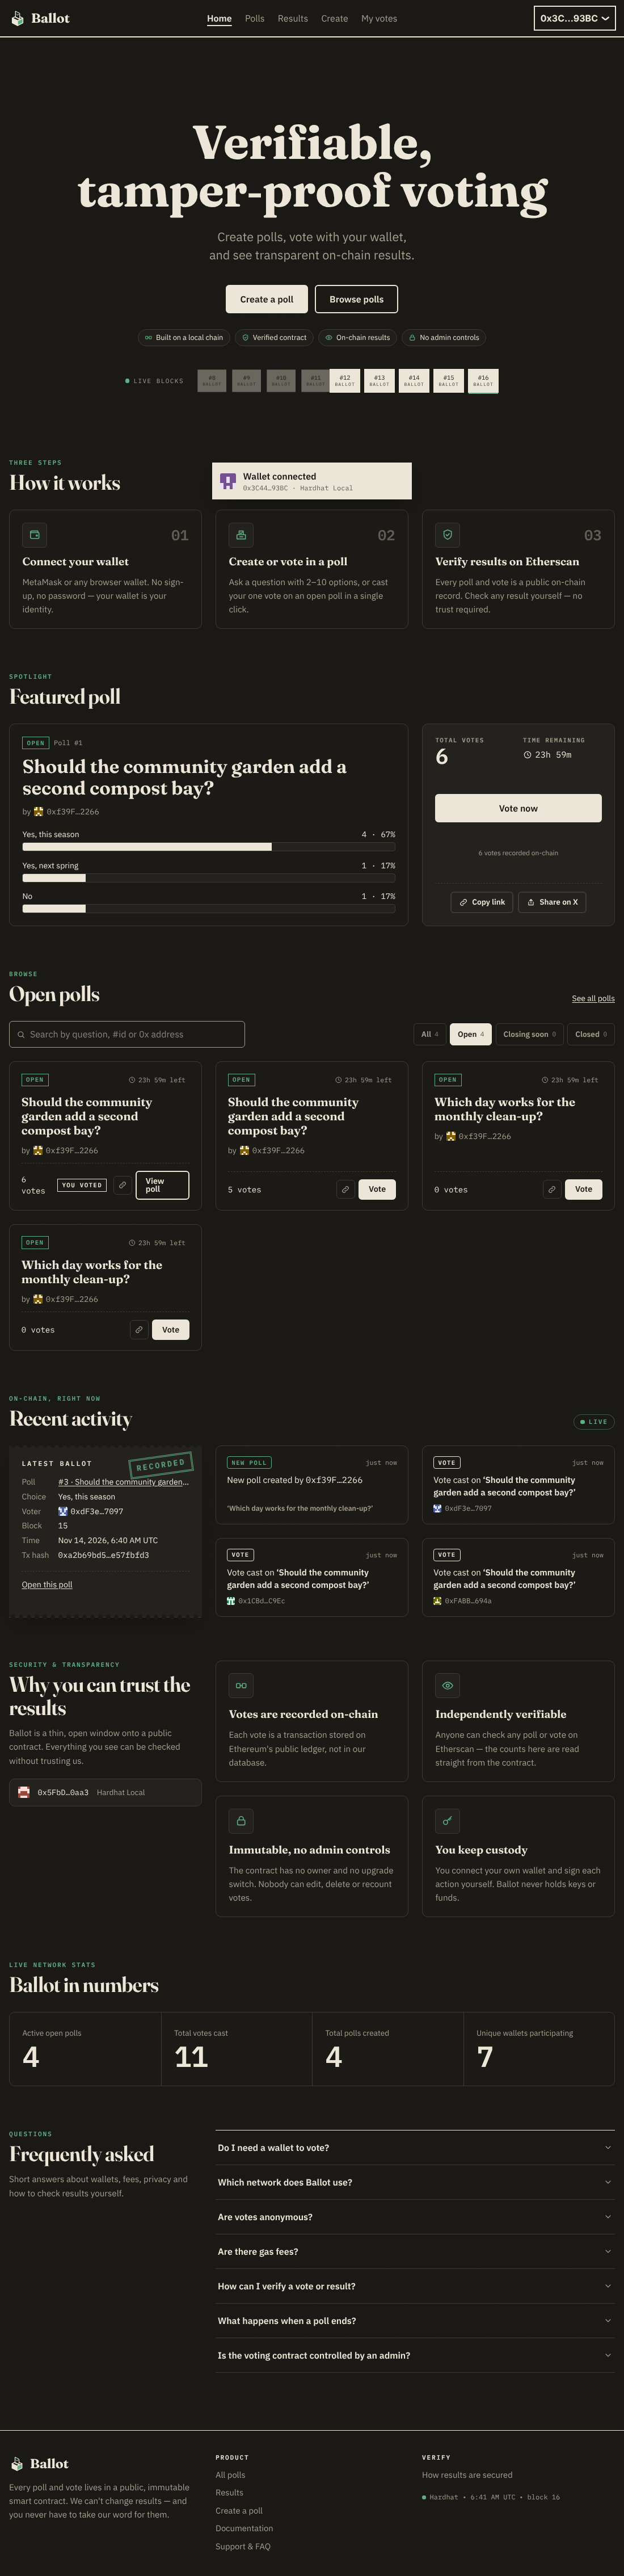 Ballot
Home Polls Results Create My votes
0x3C...93BC
Verifiable,
tamper-proof voting
Create polls, vote with your wallet,
and see transparent on-chain results.
Create a poll Browse polls
Built on a local chain Verified contract On-chain results No admin controls
LIVE BLOCKS
#8 BALLOT #9 BALLOT #10 BALLOT #11 BALLOT #12 BALLOT #13 BALLOT #14 BALLOT #15 BALLOT #16 BALLOT
THREE STEPS
How it works
Wallet connected
0x3C44…93BC · Hardhat Local
01
Connect your wallet
MetaMask or any browser wallet. No sign-
up, no password — your wallet is your
identity.
02
Create or vote in a poll
Ask a question with 2–10 options, or cast
your one vote on an open poll in a single
click.
03
Verify results on Etherscan
Every poll and vote is a public on-chain
record. Check any result yourself — no
trust required.
SPOTLIGHT
Featured poll
OPEN Poll #1
Should the community garden add a
second compost bay?
by 0xf39F…2266
Yes, this season 4 · 67%
Yes, next spring 1 · 17%
No 1 · 17%
TOTAL VOTES
6
TIME REMAINING
23h 59m
Vote now
6 votes recorded on-chain
Copy link Share on X
BROWSE
Open polls
See all polls
Search by question, #id or 0x address
All 4 Open 4 Closing soon 0 Closed 0
OPEN 23h 59m left
Should the community
garden add a second
compost bay?
by 0xf39F…2266
6
votes
YOU VOTED
View
poll
OPEN 23h 59m left
Should the community
garden add a second
compost bay?
by 0xf39F…2266
5 votes Vote
OPEN 23h 59m left
Which day works for the
monthly clean-up?
by 0xf39F…2266
0 votes Vote
OPEN 23h 59m left
Which day works for the
monthly clean-up?
by 0xf39F…2266
0 votes Vote
ON-CHAIN, RIGHT NOW
Recent activity
LIVE
LATEST BALLOT
RECORDED
Poll #3 · Should the community garden…
Choice Yes, this season
Voter 0xdF3e…7097
Block 15
Time Nov 14, 2026, 6:40 AM UTC
Tx hash 0xa2b69bd5…e57fbfd3
Open this poll
NEW POLL just now
New poll created by 0xf39F…2266
‘Which day works for the monthly clean-up?’
VOTE just now
Vote cast on ‘Should the community
garden add a second compost bay?’
0xdF3e…7097
VOTE just now
Vote cast on ‘Should the community
garden add a second compost bay?’
0x1CBd…C9Ec
VOTE just now
Vote cast on ‘Should the community
garden add a second compost bay?’
0xFABB…694a
SECURITY & TRANSPARENCY
Why you can trust the
results
Ballot is a thin, open window onto a public
contract. Everything you see can be checked
without trusting us.
0x5FbD…0aa3 Hardhat Local
Votes are recorded on-chain
Each vote is a transaction stored on
Ethereum's public ledger, not in our
database.
Independently verifiable
Anyone can check any poll or vote on
Etherscan — the counts here are read
straight from the contract.
Immutable, no admin controls
The contract has no owner and no upgrade
switch. Nobody can edit, delete or recount
votes.
You keep custody
You connect your own wallet and sign each
action yourself. Ballot never holds keys or
funds.
LIVE NETWORK STATS
Ballot in numbers
Active open polls
4
Total votes cast
11
Total polls created
4
Unique wallets participating
7
QUESTIONS
Frequently asked
Short answers about wallets, fees, privacy and
how to check results yourself.
Do I need a wallet to vote?
Which network does Ballot use?
Are votes anonymous?
Are there gas fees?
How can I verify a vote or result?
What happens when a poll ends?
Is the voting contract controlled by an admin?
Ballot
Every poll and vote lives in a public, immutable
smart contract. We can't change results — and
you never have to take our word for them.
PRODUCT
All polls
Results
Create a poll
Documentation
Support & FAQ
VERIFY
How results are secured
Hardhat • 6:41 AM UTC • block 16